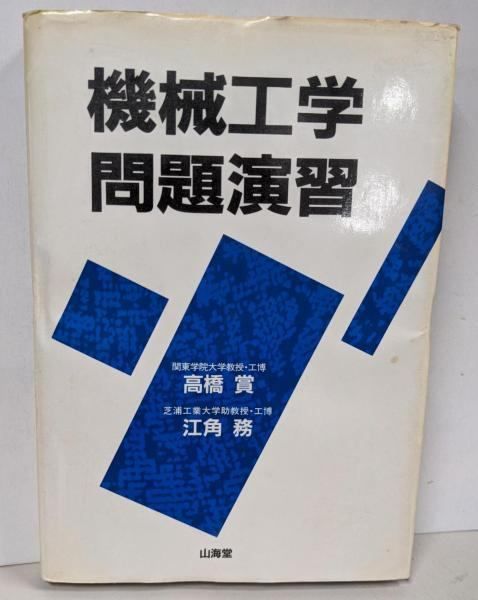 機械工学
問題演習
関東学院大学教授・工博
高橋 賞
芝浦工業大学助教授・工博
江角 務
山海堂